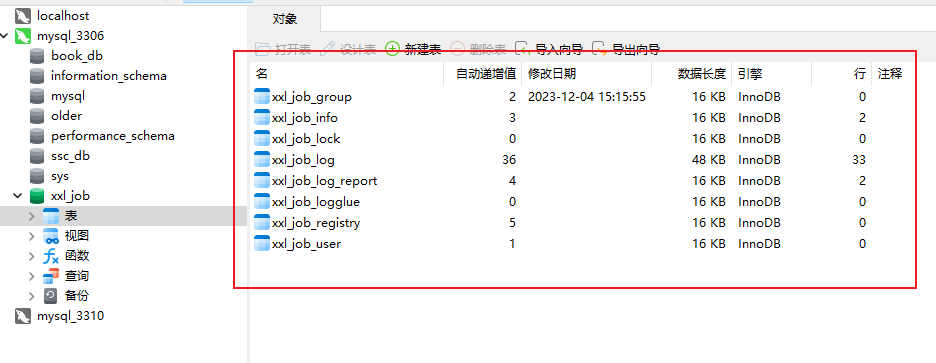 localhost
mysql_3306
book_db
information_schema
mysql
older
performance_schema
ssc_db
sys
xxl_job
表
视图
函数
查询
备份
mysql_3310
对象
打开表 设计表 新建表 删除表 导入向导 导出向导
名 自动递增值 修改日期 数据长度 引擎 行 注释
xxl_job_group 2 2023-12-04 15:15:55 16 KB InnoDB 0
xxl_job_info 3 16 KB InnoDB 2
xxl_job_lock 0 16 KB InnoDB 0
xxl_job_log 36 48 KB InnoDB 33
xxl_job_log_report 4 16 KB InnoDB 2
xxl_job_logglue 0 16 KB InnoDB 0
xxl_job_registry 5 16 KB InnoDB 0
xxl_job_user 1 16 KB InnoDB 0